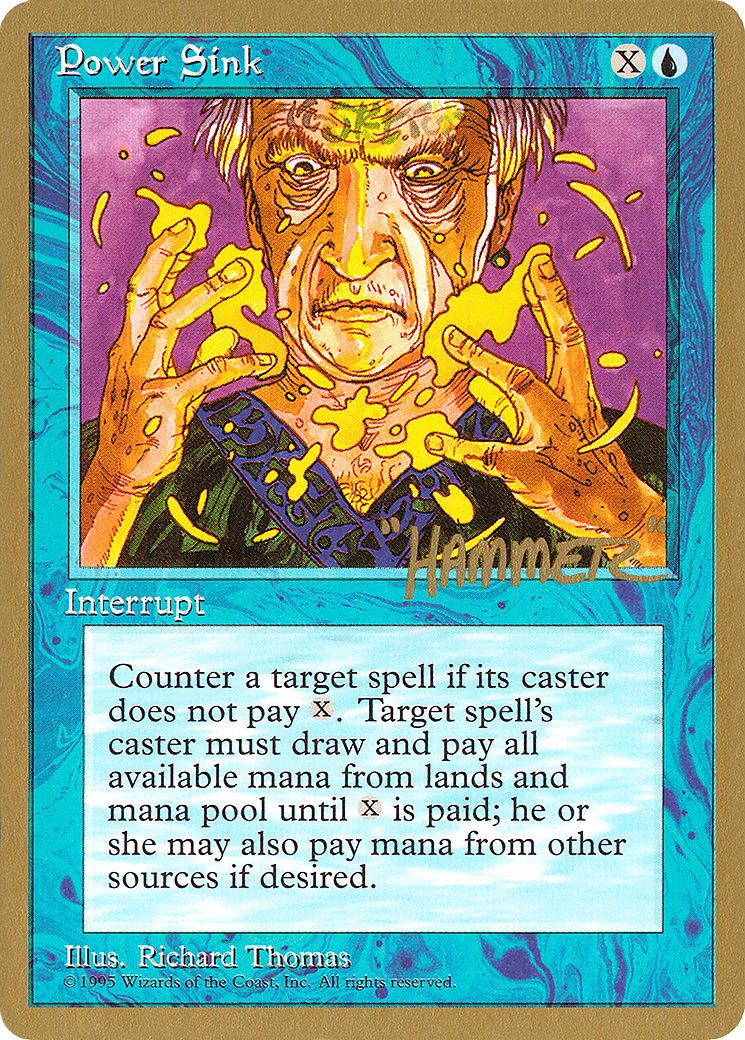 Power Sink X
"HAMMER"
Interrupt
Counter a target spell if its caster
does not pay X. Target spell's
caster must draw and pay all
available mana from lands and
mana pool until X is paid; he or
she may also pay mana from other
sources if desired.
Illus. Richard Thomas
© 1995 Wizards of the Coast, Inc. All rights reserved.